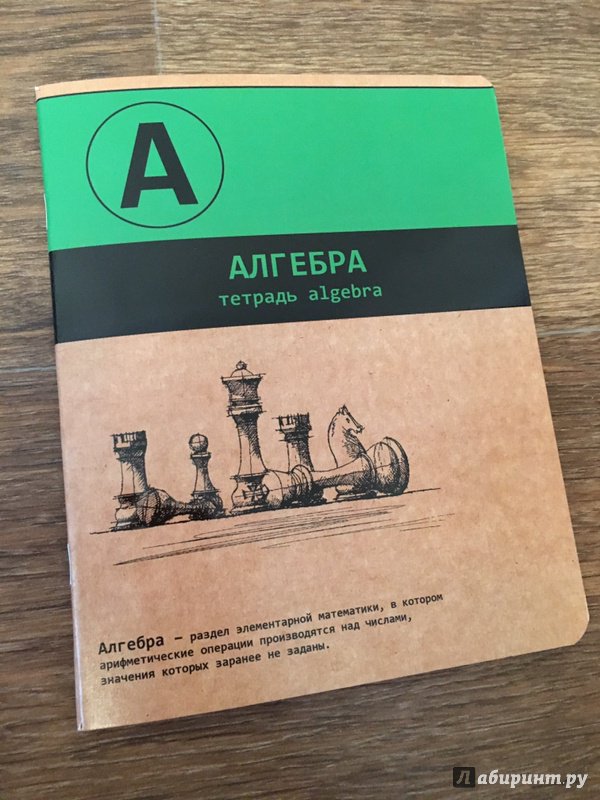 А
АЛГЕБРА
тетрадь algebra
Алгебра – раздел элементарной математики, в котором
арифметические операции производятся над числами,
значения которых заранее не заданы.
Лабиринт.ру